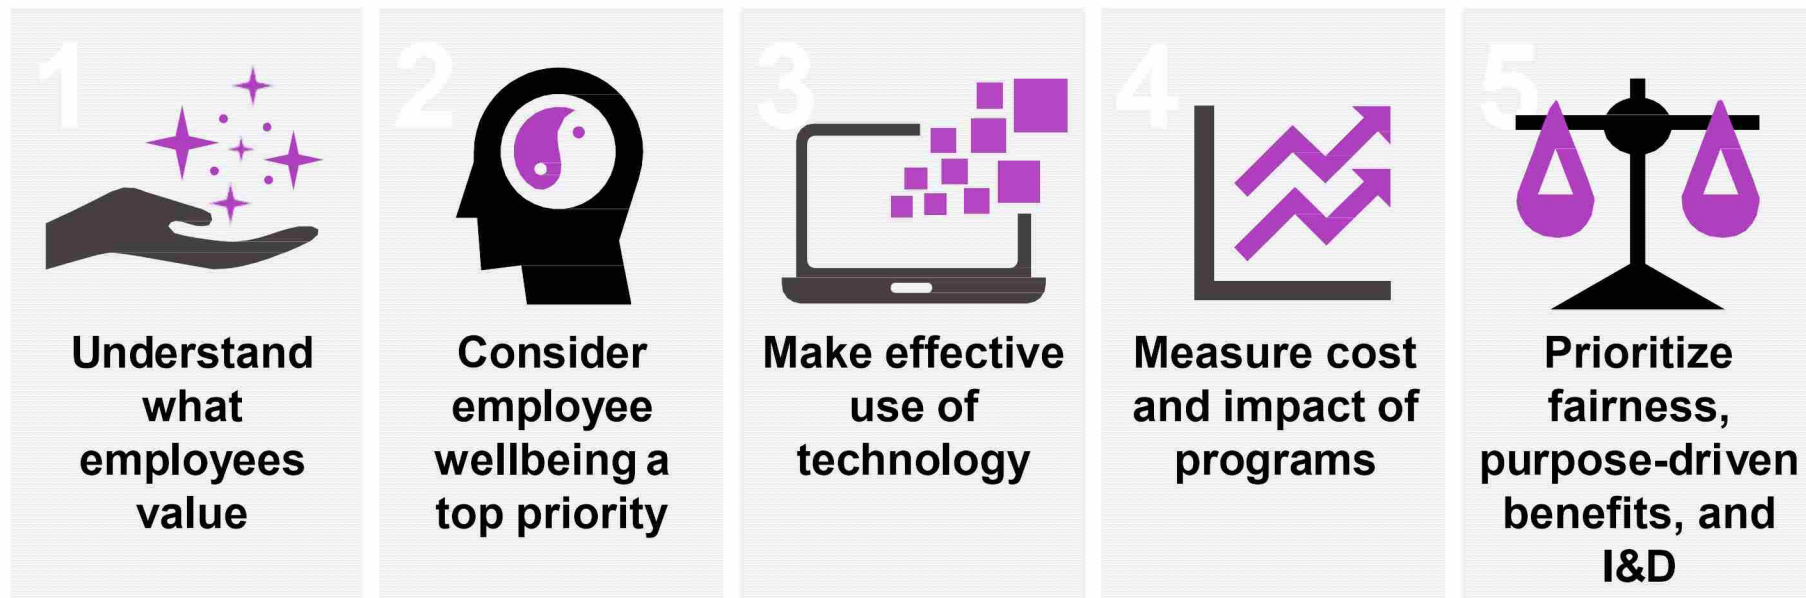 1
Understand
what
employees
value
2
Consider
employee
wellbeing a
top priority
3
Make effective
use of
technology
4
Measure cost
and impact of
programs
5
Prioritize
fairness,
purpose-driven
benefits, and
I&D